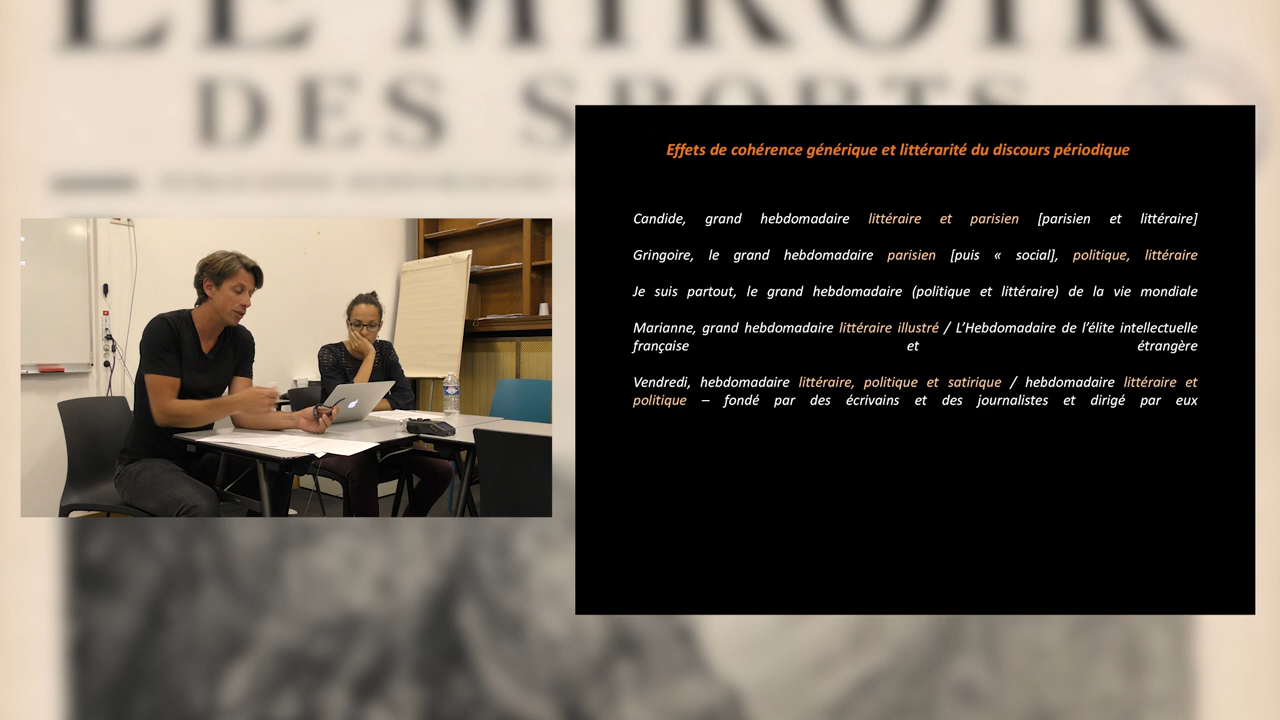 LE MIROIR
DES SPORTS
Effets de cohérence générique et littérarité du discours périodique
Candide, grand hebdomadaire littéraire et parisien [parisien et littéraire]
Gringoire, le grand hebdomadaire parisien [puis « social], politique, littéraire
Je suis partout, le grand hebdomadaire (politique et littéraire) de la vie mondiale
Marianne, grand hebdomadaire littéraire illustré / L’Hebdomadaire de l’élite intellectuelle
française et étrangère
Vendredi, hebdomadaire littéraire, politique et satirique / hebdomadaire littéraire et
politique – fondé par des écrivains et des journalistes et dirigé par eux